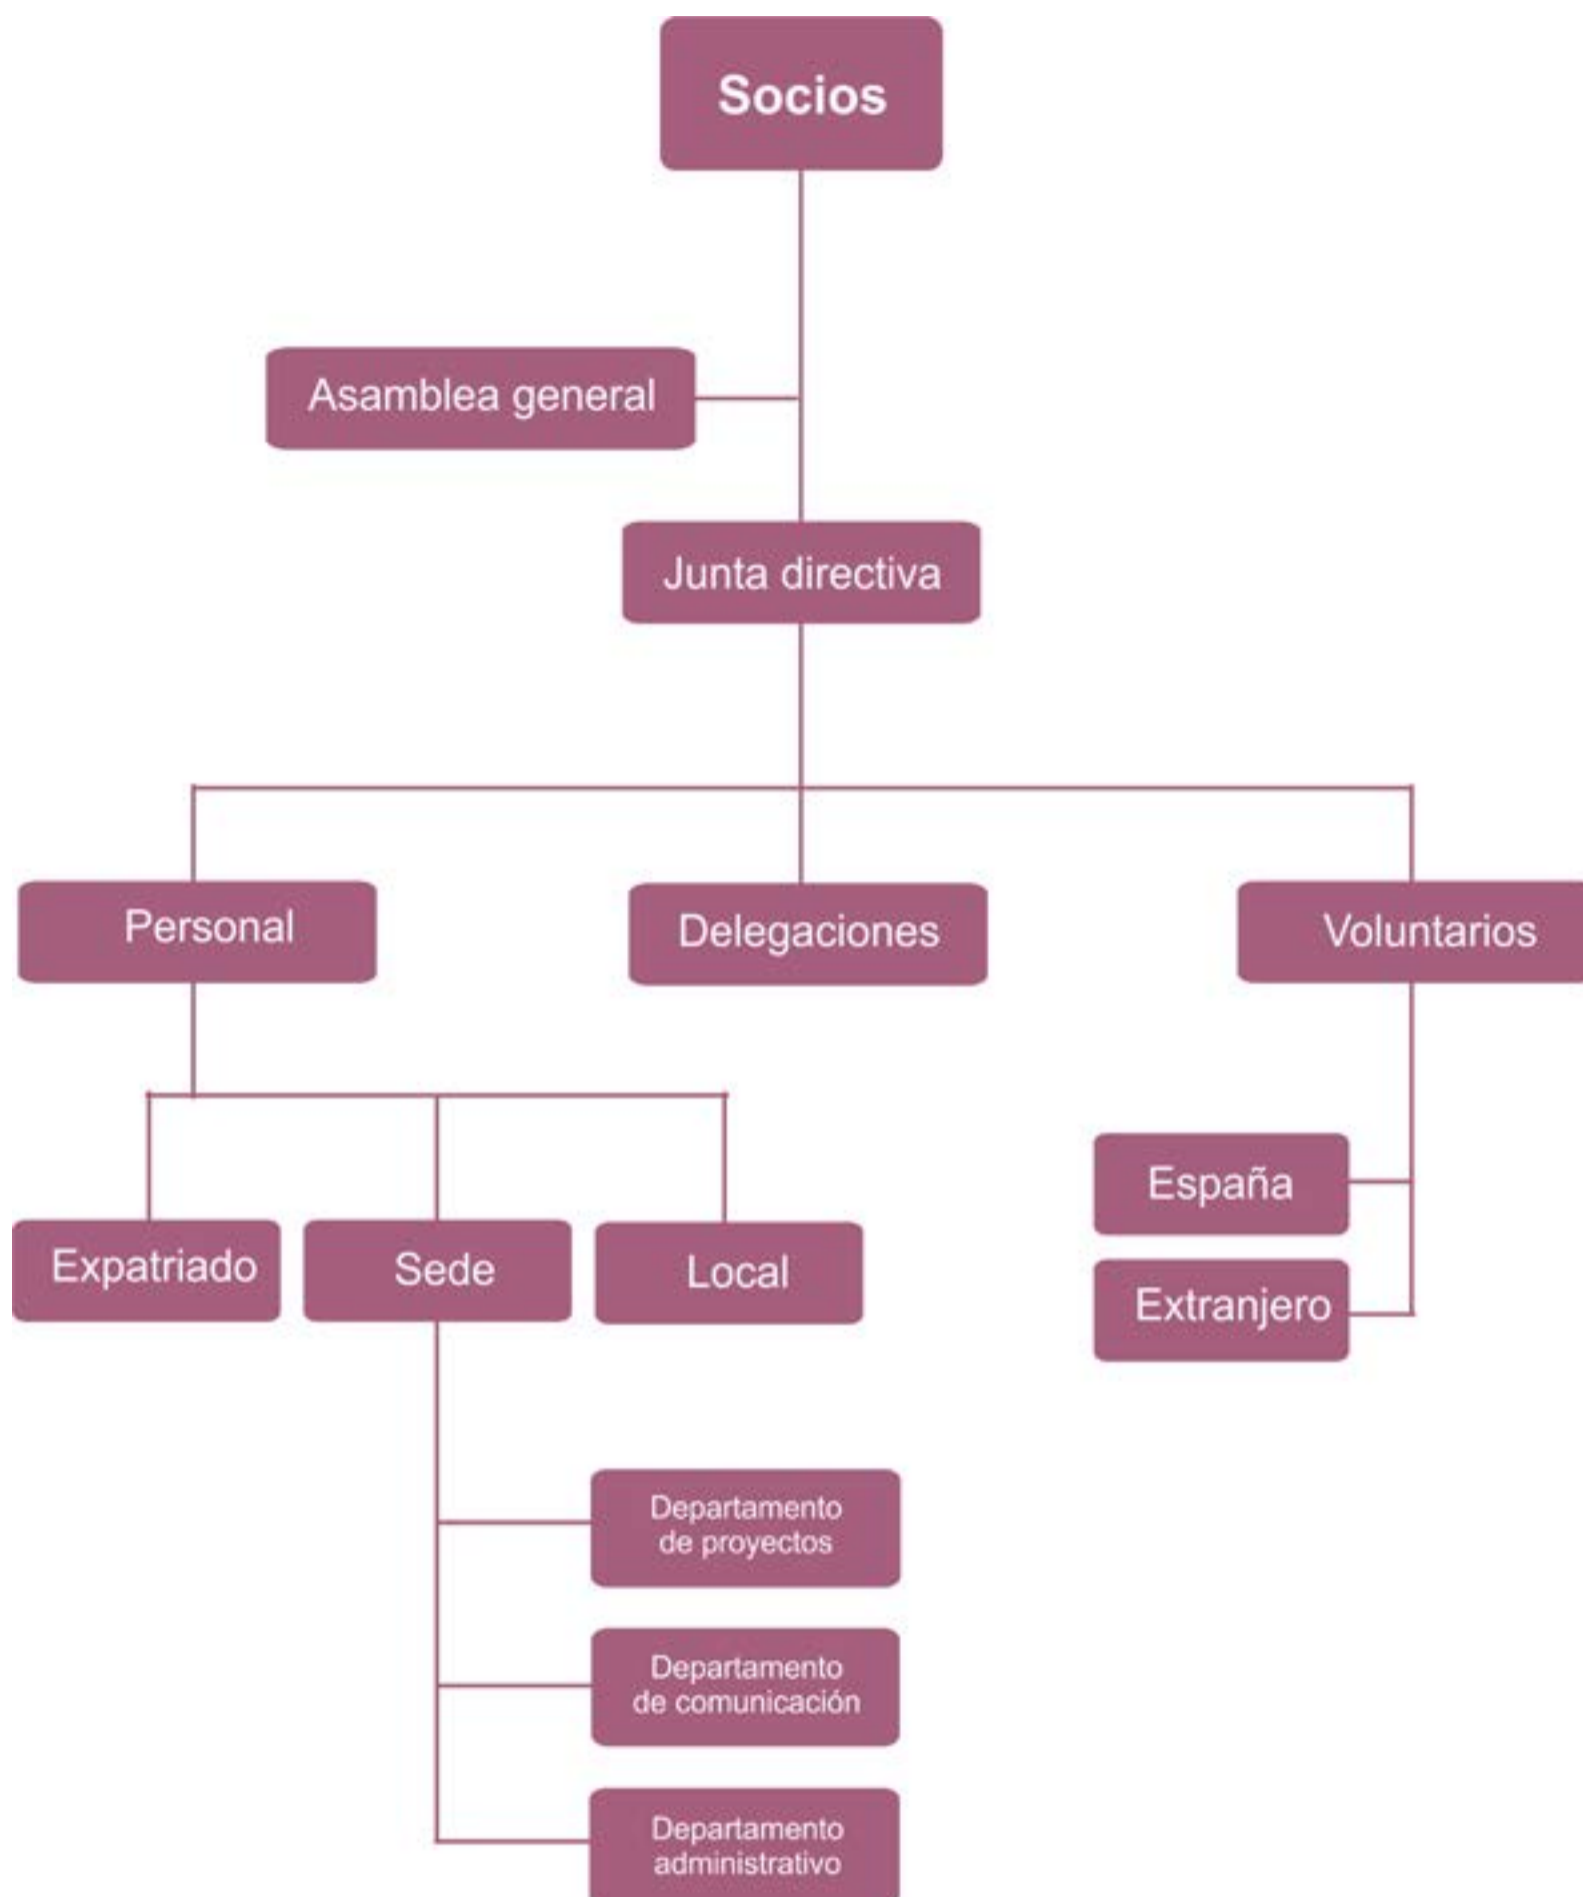 Socios
Asamblea general
Junta directiva
Personal
Delegaciones
Voluntarios
Expatriado
Sede
Local
España
Extranjero
Departamento
de proyectos
Departamento
de comunicación
Departamento
administrativo